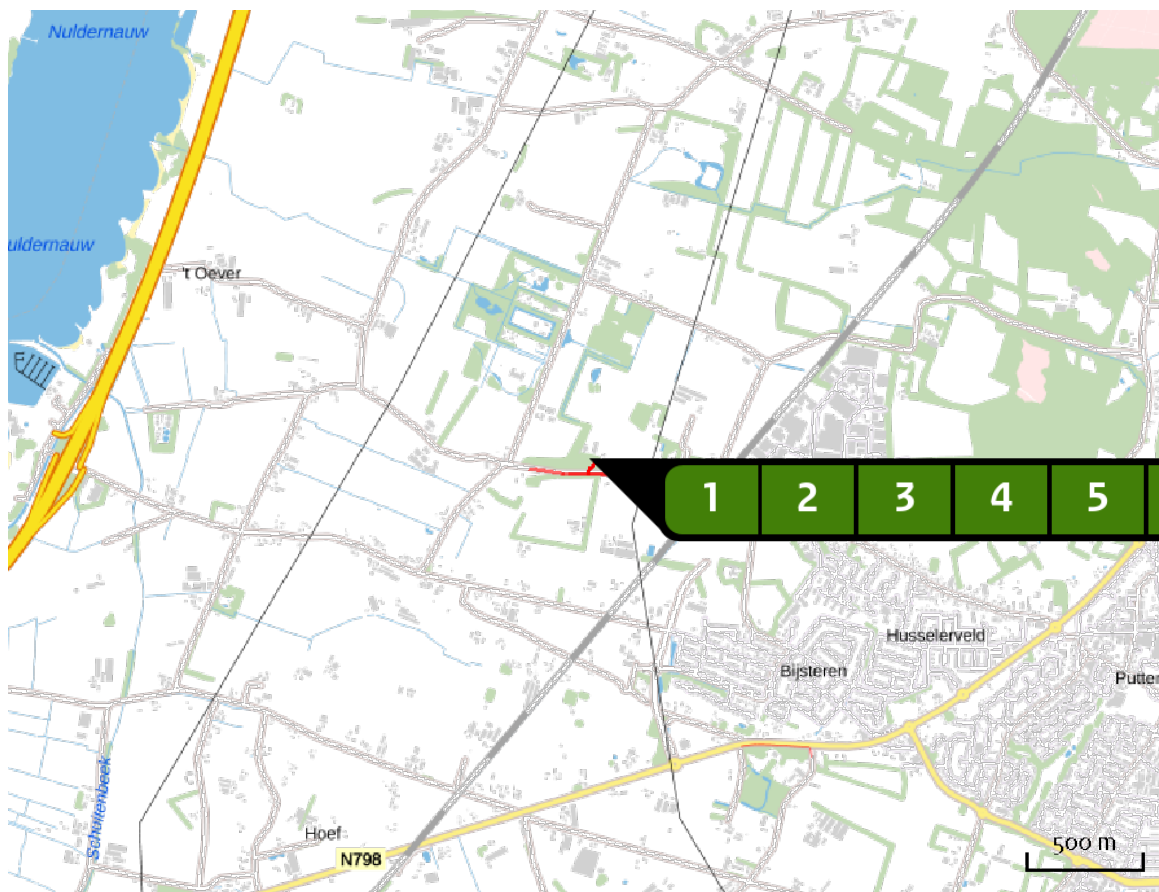 Nuldernauw
uldernauw
't Oever
1 2 3 4 5
Husselerveld
Bijsteren
Putter
Schuitenbeek
Hoef
N798
500 m